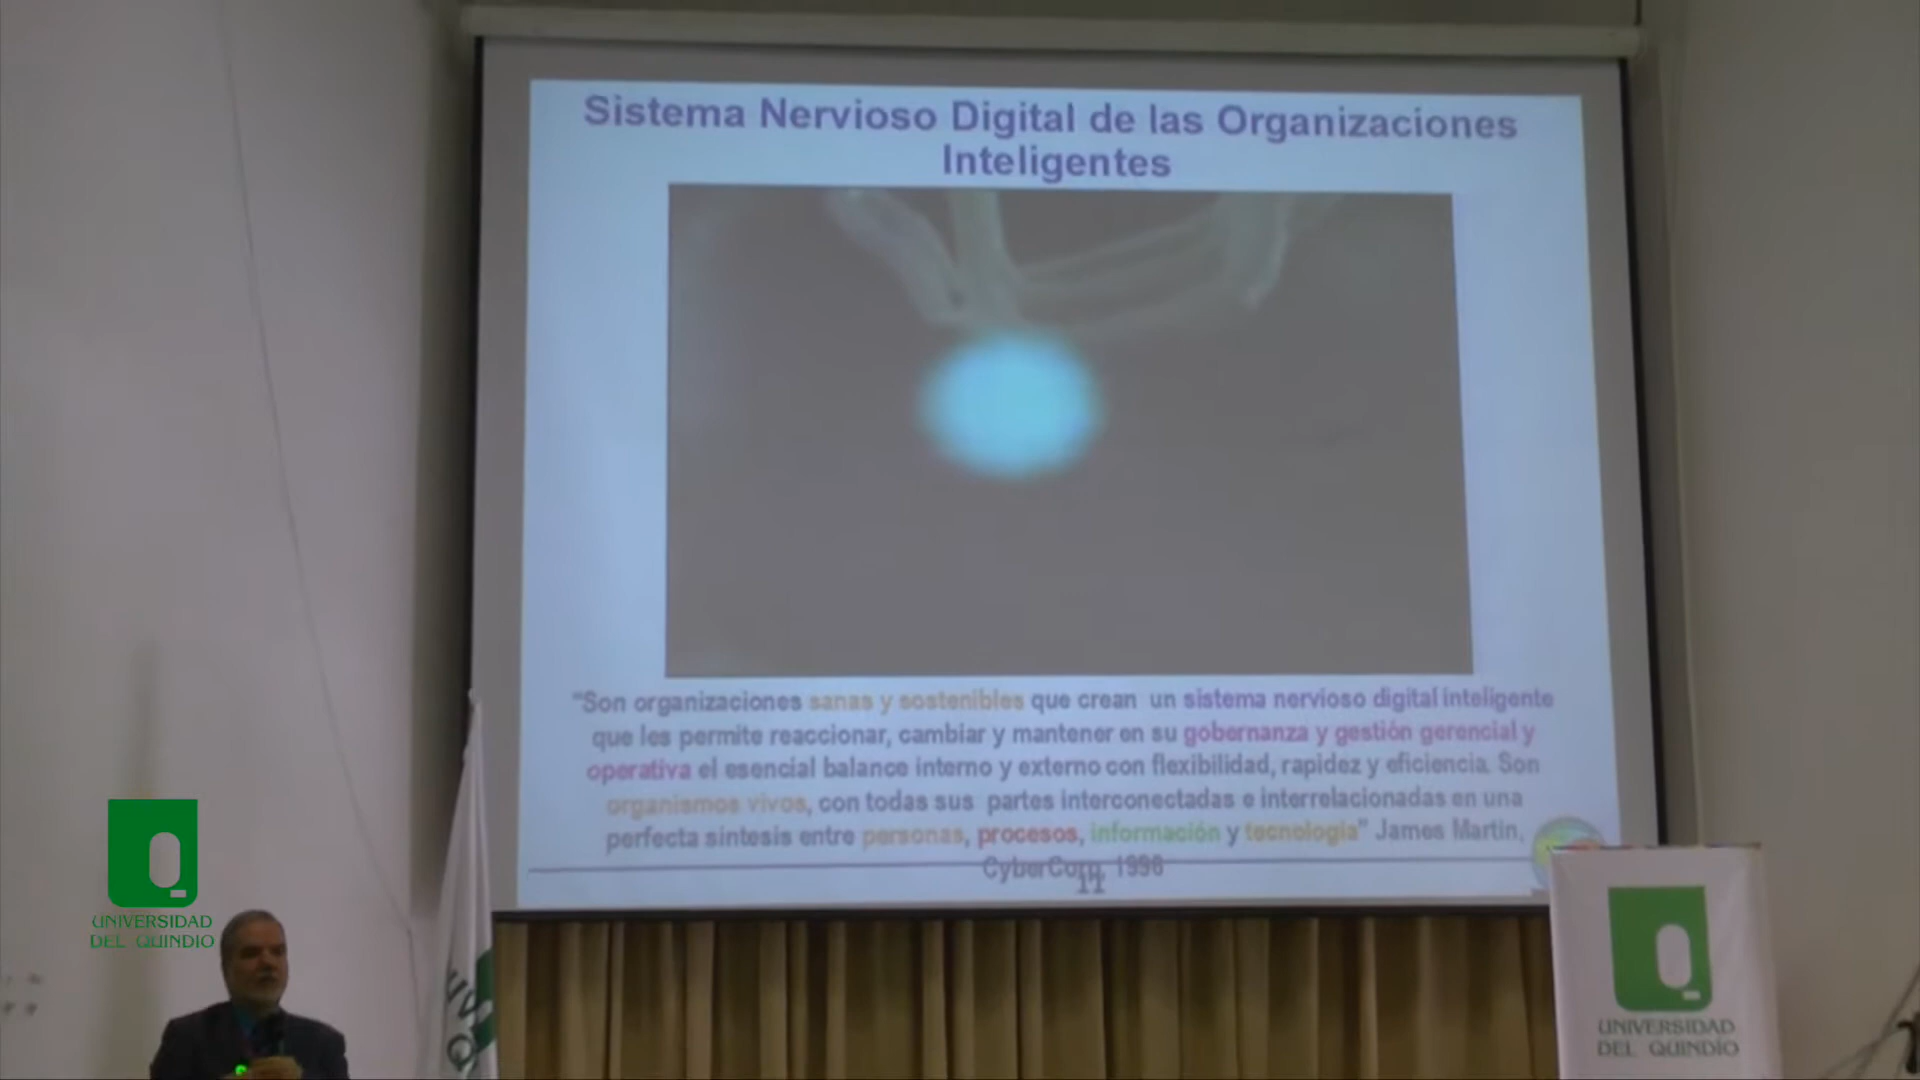 Sistema Nervioso Digital de las Organizaciones
Inteligentes
"Son organizaciones sanas y sostenibles que crean un sistema nervioso digital inteligente
que les permite reaccionar, cambiar y mantener en su gobernanza y gestión gerencial y
operativa el esencial balance interno y externo con flexibilidad, rapidez y eficiencia. Son
organismos vivos, con todas sus partes interconectadas e interrelacionadas en una
perfecta síntesis entre personas, procesos, información y tecnología" James Martin,
CyberCorp, 1996
11
UNIVERSIDAD
DEL QUINDIO
UNIVERSIDAD
DEL QUINDÍO